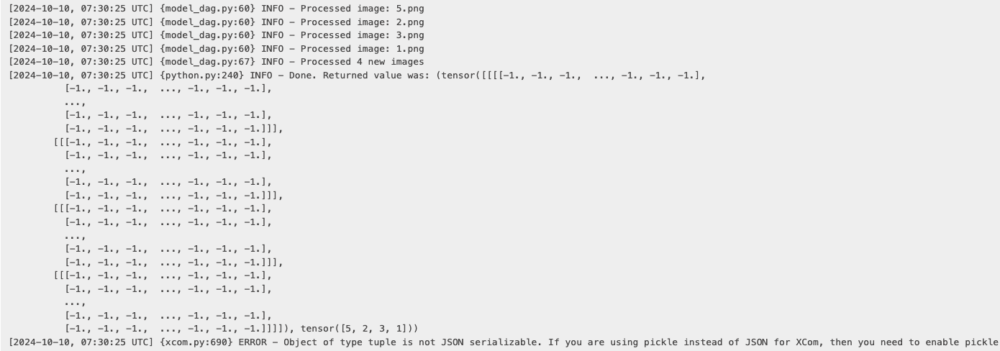 [2024-10-10, 07:30:25 UTC] {model_dag.py:60} INFO - Processed image: 5.png
[2024-10-10, 07:30:25 UTC] {model_dag.py:60} INFO - Processed image: 2.png
[2024-10-10, 07:30:25 UTC] {model_dag.py:60} INFO - Processed image: 3.png
[2024-10-10, 07:30:25 UTC] {model_dag.py:60} INFO - Processed image: 1.png
[2024-10-10, 07:30:25 UTC] {model_dag.py:67} INFO - Processed 4 new images
[2024-10-10, 07:30:25 UTC] {python.py:240} INFO - Done. Returned value was: (tensor([[[[-1., -1., -1.,  ..., -1., -1., -1.],
          [-1., -1., -1.,  ..., -1., -1., -1.],
          ...,
          [-1., -1., -1.,  ..., -1., -1., -1.],
          [-1., -1., -1.,  ..., -1., -1., -1.]]],
        [[[-1., -1., -1.,  ..., -1., -1., -1.],
          [-1., -1., -1.,  ..., -1., -1., -1.],
          ...,
          [-1., -1., -1.,  ..., -1., -1., -1.],
          [-1., -1., -1.,  ..., -1., -1., -1.]]],
        [[[-1., -1., -1.,  ..., -1., -1., -1.],
          [-1., -1., -1.,  ..., -1., -1., -1.],
          ...,
          [-1., -1., -1.,  ..., -1., -1., -1.],
          [-1., -1., -1.,  ..., -1., -1., -1.]]],
        [[[-1., -1., -1.,  ..., -1., -1., -1.],
          [-1., -1., -1.,  ..., -1., -1., -1.],
          ...,
          [-1., -1., -1.,  ..., -1., -1., -1.],
          [-1., -1., -1.,  ..., -1., -1., -1.]]]]), tensor([5, 2, 3, 1]))
[2024-10-10, 07:30:25 UTC] {xcom.py:690} ERROR - Object of type tuple is not JSON serializable. If you are using pickle instead of JSON for XCom, then you need to enable pickle